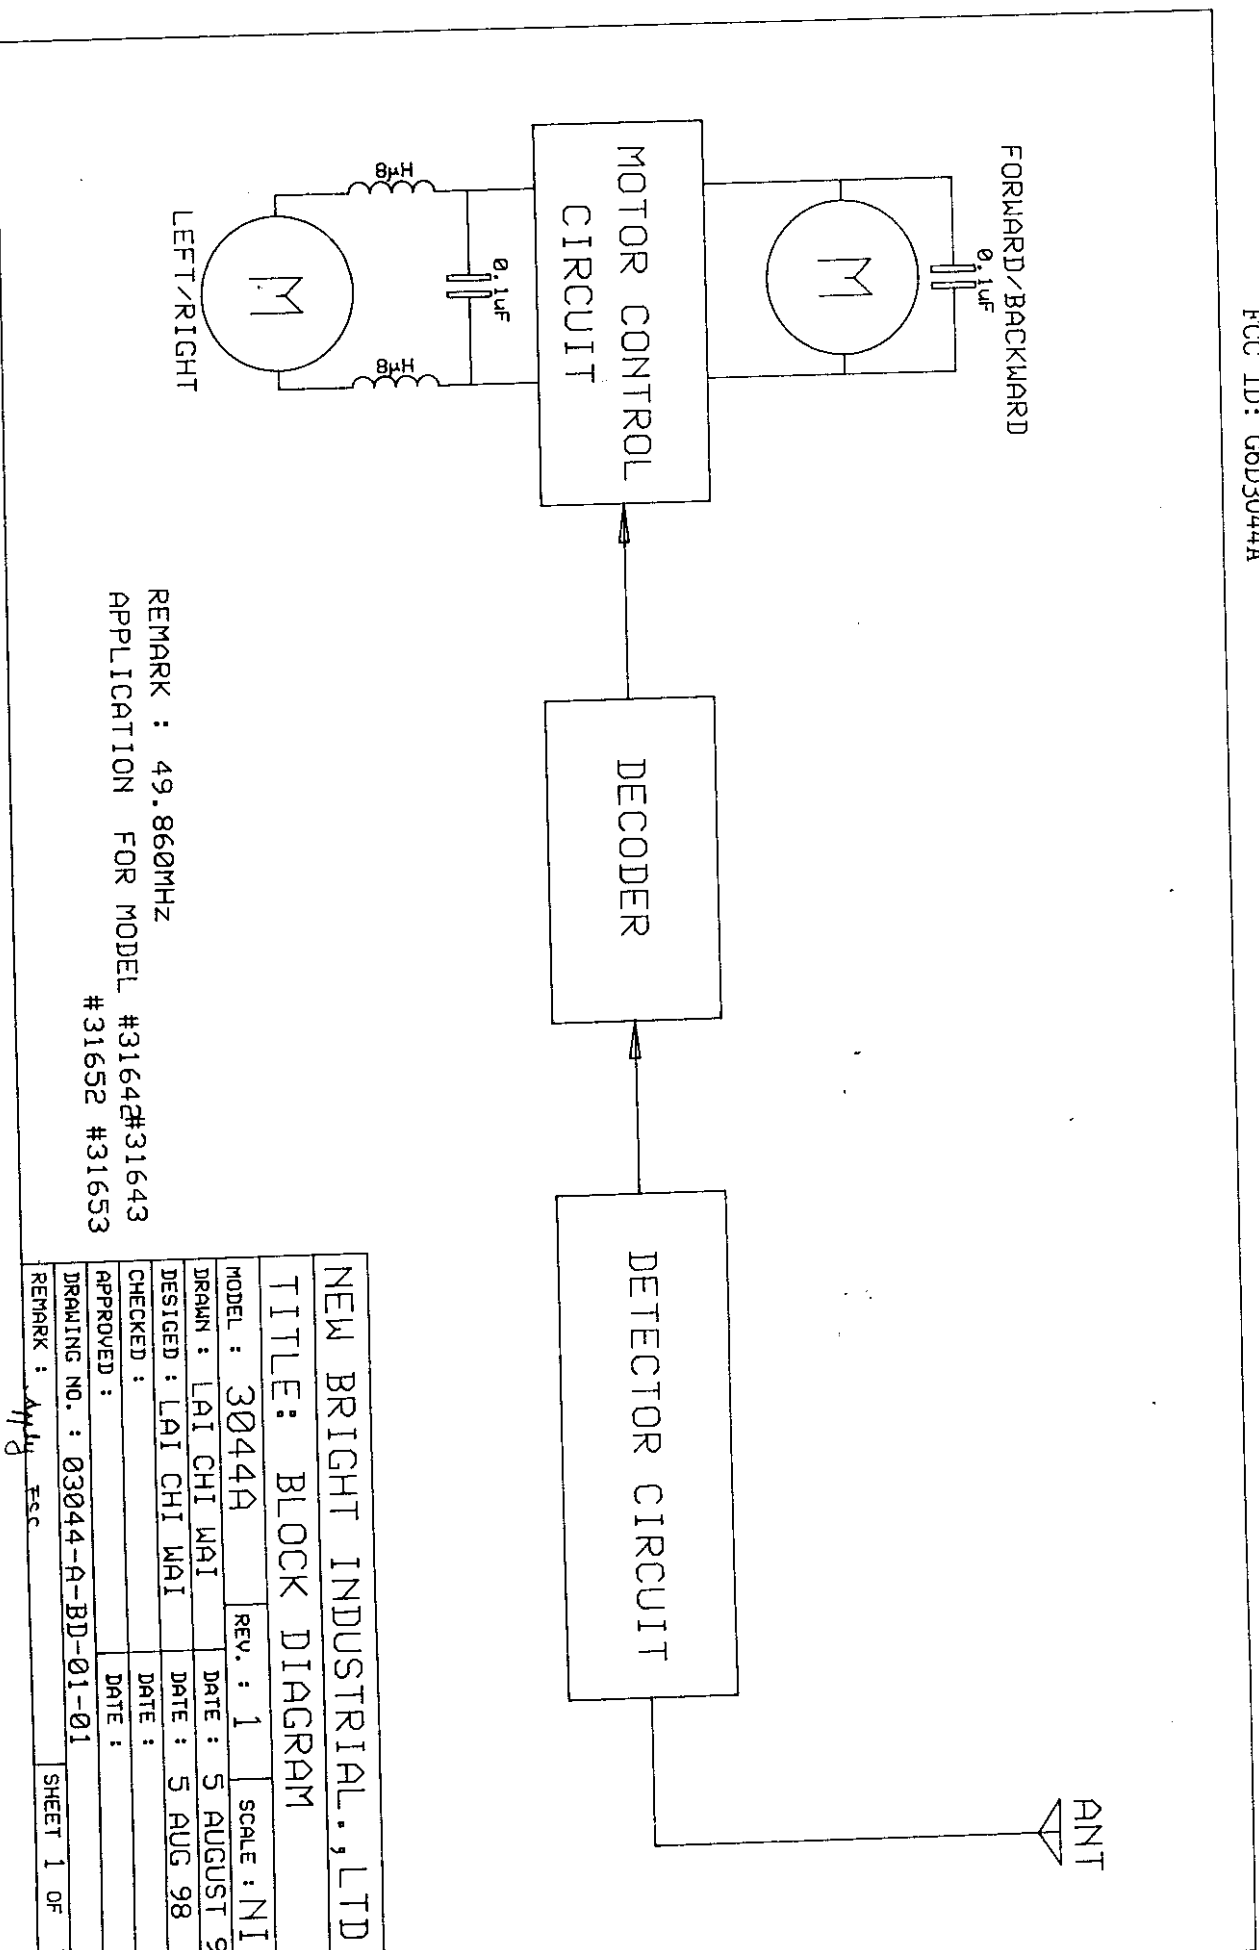 FCC ID: G6D3044A
ANT
FORWARD/BACKWARD
0.1uF
M
MOTOR CONTROL
CIRCUIT
DECODER
DETECTOR CIRCUIT
8µH
0.1uF
8µH
M
LEFT/RIGHT
REMARK : 49.860MHz
APPLICATION FOR MODEL #31642#31643
#31652 #31653
NEW BRIGHT INDUSTRIAL.,LTD
TITLE: BLOCK DIAGRAM
MODEL : 3044A REV. : 1 SCALE : NI
DRAWN : LAI CHI WAI DATE : 5 AUGUST 9
DESIGED : LAI CHI WAI DATE : 5 AUG 98
CHECKED : DATE :
APPROVED : DATE :
DRAWING NO. : 03044-A-BD-01-01
REMARK : Apply SHEET 1 OF